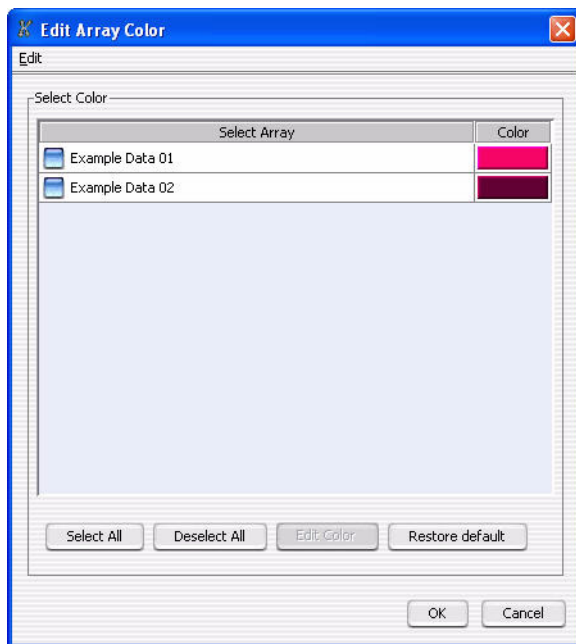 Edit Array Color
Edit
Select Color
Select Array Color
Example Data 01
Example Data 02
Select All Deselect All Edit Color Restore default
OK Cancel